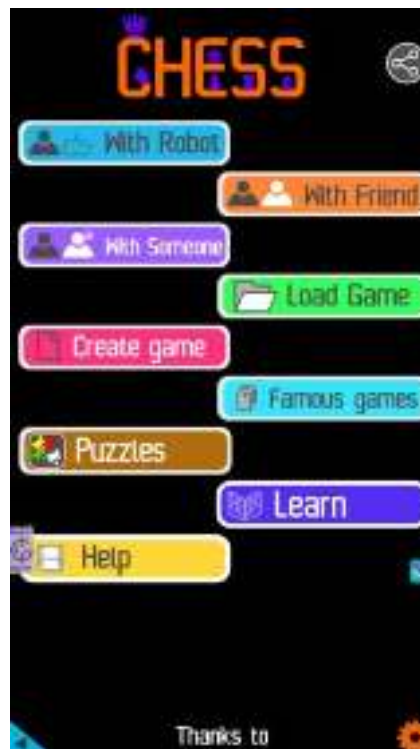 CHESS
With Robot
With Friend
With Someone
Load Game
Create game
Famous games
Puzzles
Learn
Help
Thanks to